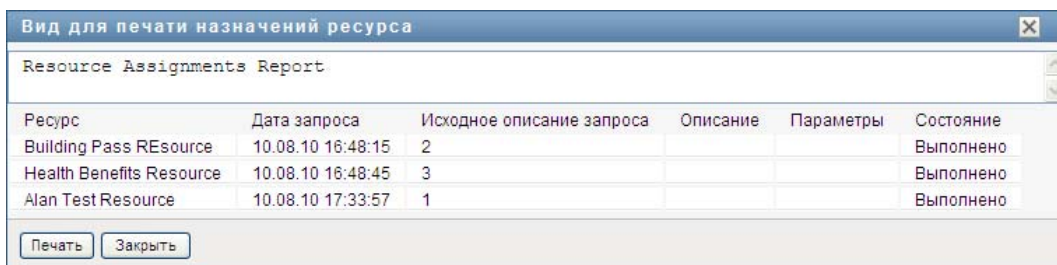 Вид для печати назначений ресурса
Resource Assignments Report
Ресурс Дата запроса Исходное описание запроса Описание Параметры Состояние
Building Pass REsource 10.08.10 16:48:15 2 Выполнено
Health Benefits Resource 10.08.10 16:48:45 3 Выполнено
Alan Test Resource 10.08.10 17:33:57 1 Выполнено
Печать Закрыть